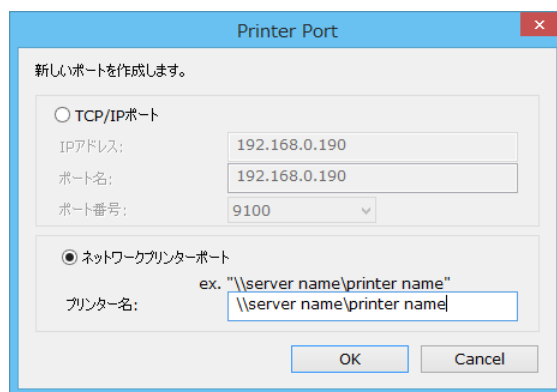 Printer Port
新しいポートを作成します。
TCP/IPポート
IPアドレス: 192.168.0.190
ポート名: 192.168.0.190
ポート番号: 9100
ネットワークプリンターポート
ex. "\\server name\printer name"
プリンター名: \\server name\printer name
OK Cancel